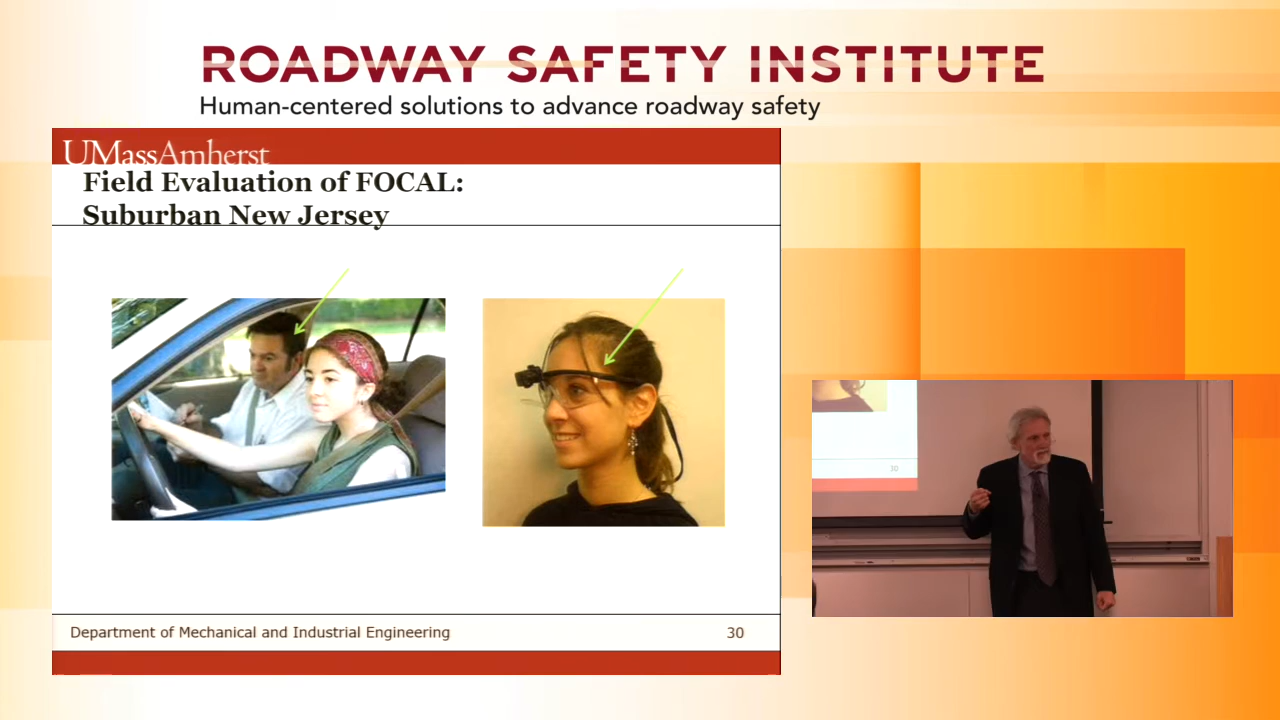 ROADWAY SAFETY INSTITUTE
Human-centered solutions to advance roadway safety
UMassAmherst
Field Evaluation of FOCAL:
Suburban New Jersey
Department of Mechanical and Industrial Engineering
30
30